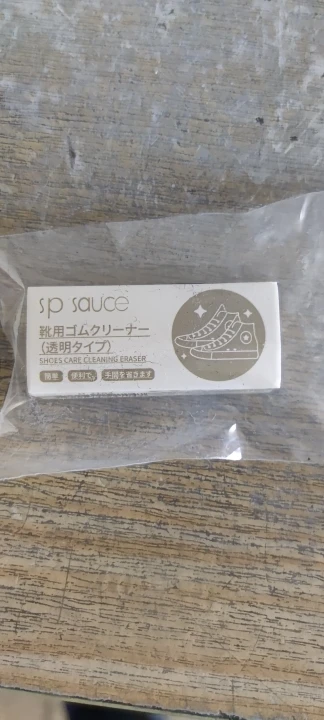 sp sauce
靴用ゴムクリーナー
（透明タイプ）
SHOES CARE CLEANING ERASER
簡単 便利で、 手間を省きます